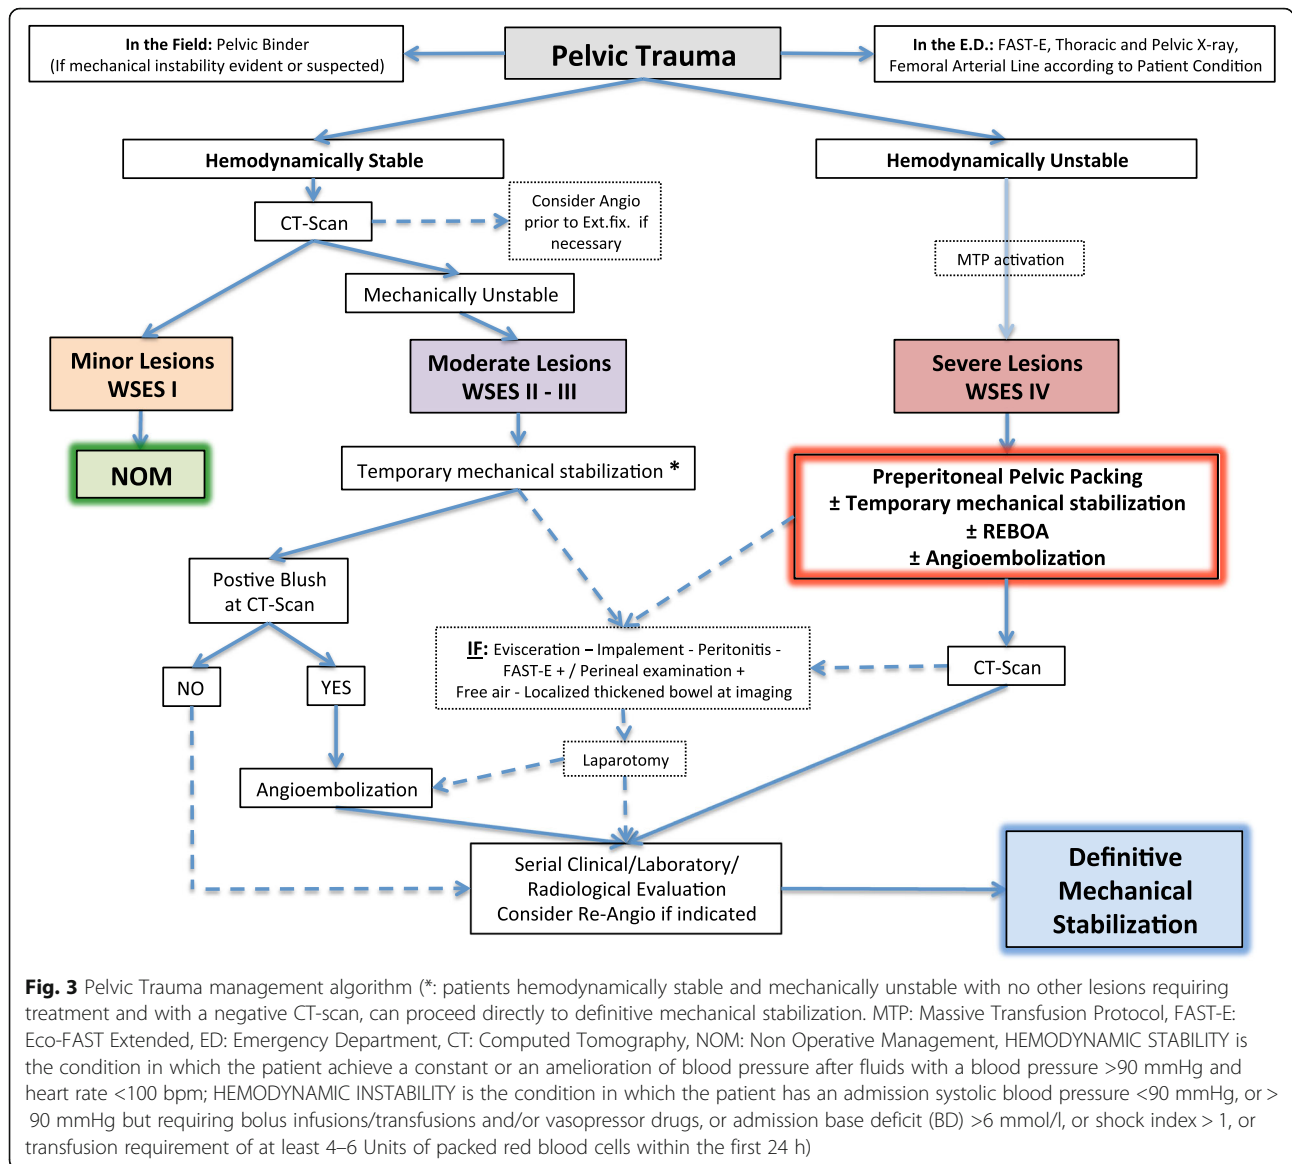 Pelvic Trauma
In the Field: Pelvic Binder
(If mechanical instability evident or suspected)
In the E.D.: FAST-E, Thoracic and Pelvic X-ray,
Femoral Arterial Line according to Patient Condition
Hemodynamically Stable
Hemodynamically Unstable
CT-Scan
Consider Angio
prior to Ext.fix. if
necessary
MTP activation
Mechanically Unstable
Minor Lesions
WSES I
Moderate Lesions
WSES II - III
Severe Lesions
WSES IV
NOM
Temporary mechanical stabilization *
Preperitoneal Pelvic Packing
± Temporary mechanical stabilization
± REBOA
± Angioembolization
Postive Blush
at CT-Scan
IF: Evisceration – Impalement - Peritonitis -
FAST-E + / Perineal examination +
Free air - Localized thickened bowel at imaging
CT-Scan
NO
YES
Laparotomy
Angioembolization
Serial Clinical/Laboratory/
Radiological Evaluation
Consider Re-Angio if indicated
Definitive
Mechanical
Stabilization
Fig. 3 Pelvic Trauma management algorithm (*: patients hemodynamically stable and mechanically unstable with no other lesions requiring
treatment and with a negative CT-scan, can proceed directly to definitive mechanical stabilization. MTP: Massive Transfusion Protocol, FAST-E:
Eco-FAST Extended, ED: Emergency Department, CT: Computed Tomography, NOM: Non Operative Management, HEMODYNAMIC STABILITY is
the condition in which the patient achieve a constant or an amelioration of blood pressure after fluids with a blood pressure >90 mmHg and
heart rate <100 bpm; HEMODYNAMIC INSTABILITY is the condition in which the patient has an admission systolic blood pressure <90 mmHg, or >
90 mmHg but requiring bolus infusions/transfusions and/or vasopressor drugs, or admission base deficit (BD) >6 mmol/l, or shock index > 1, or
transfusion requirement of at least 4–6 Units of packed red blood cells within the first 24 h)